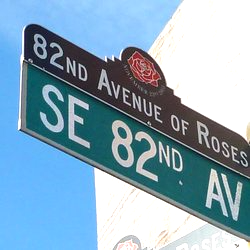 82ND AVENUE OF ROSES
SE 82ND AV